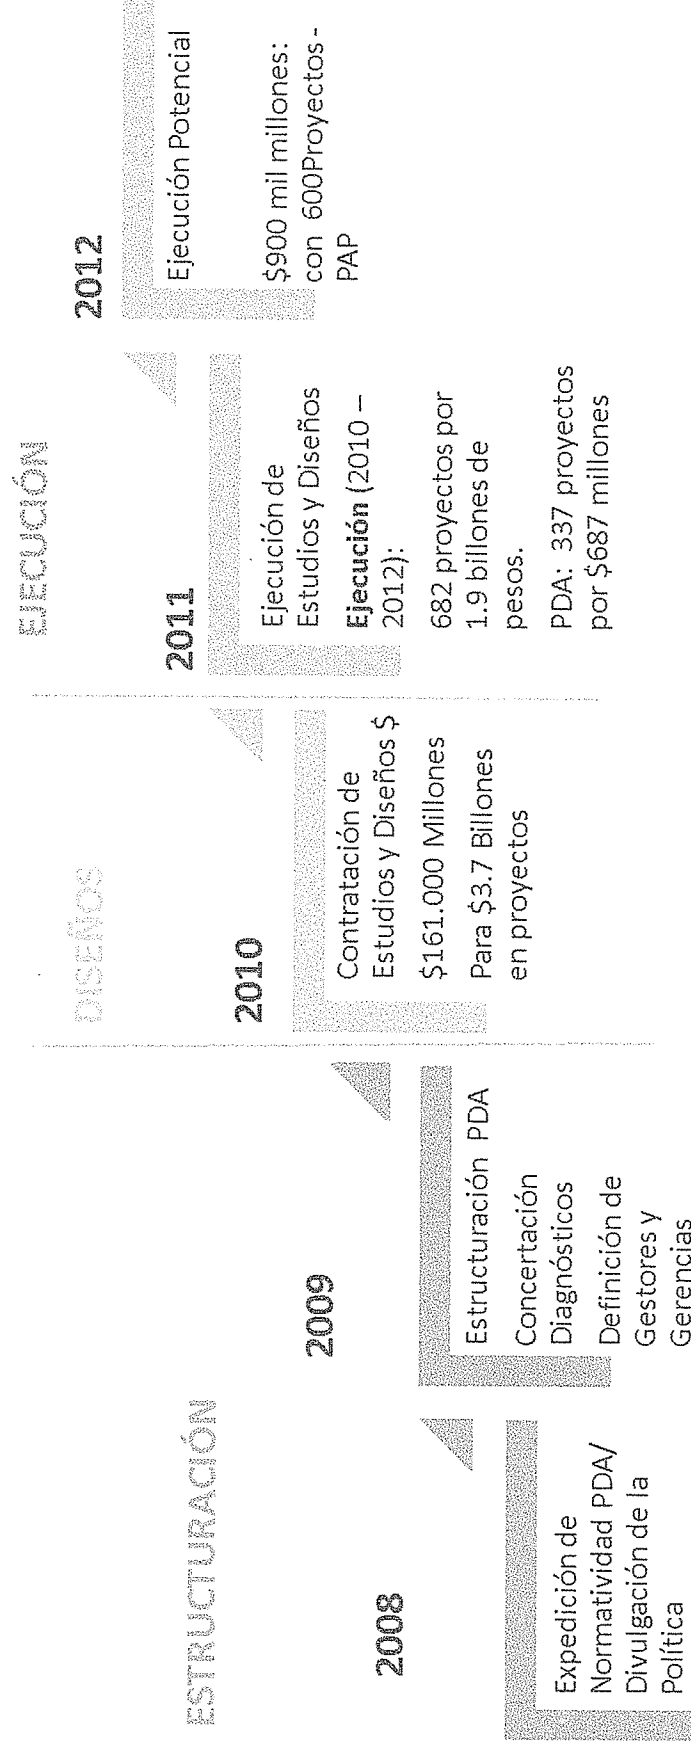 ESTRUCTURACIÓN
2008
Expedición de
Normatividad PDA/
Divulgación de la
Política
2009
Estructuración PDA
Concertación
Diagnósticos
Definición de
Gestores y
Gerencias
DISEÑOS
2010
Contratación de
Estudios y Diseños $
$161.000 Millones
Para $3.7 Billones
en proyectos
EJECUCIÓN
2011
Ejecución de
Estudios y Diseños
Ejecución (2010 –
2012):
682 proyectos por
1.9 billones de
pesos.
PDA: 337 proyectos
por $687 millones
2012
Ejecución Potencial
$900 mil millones:
con 600Proyectos -
PAP